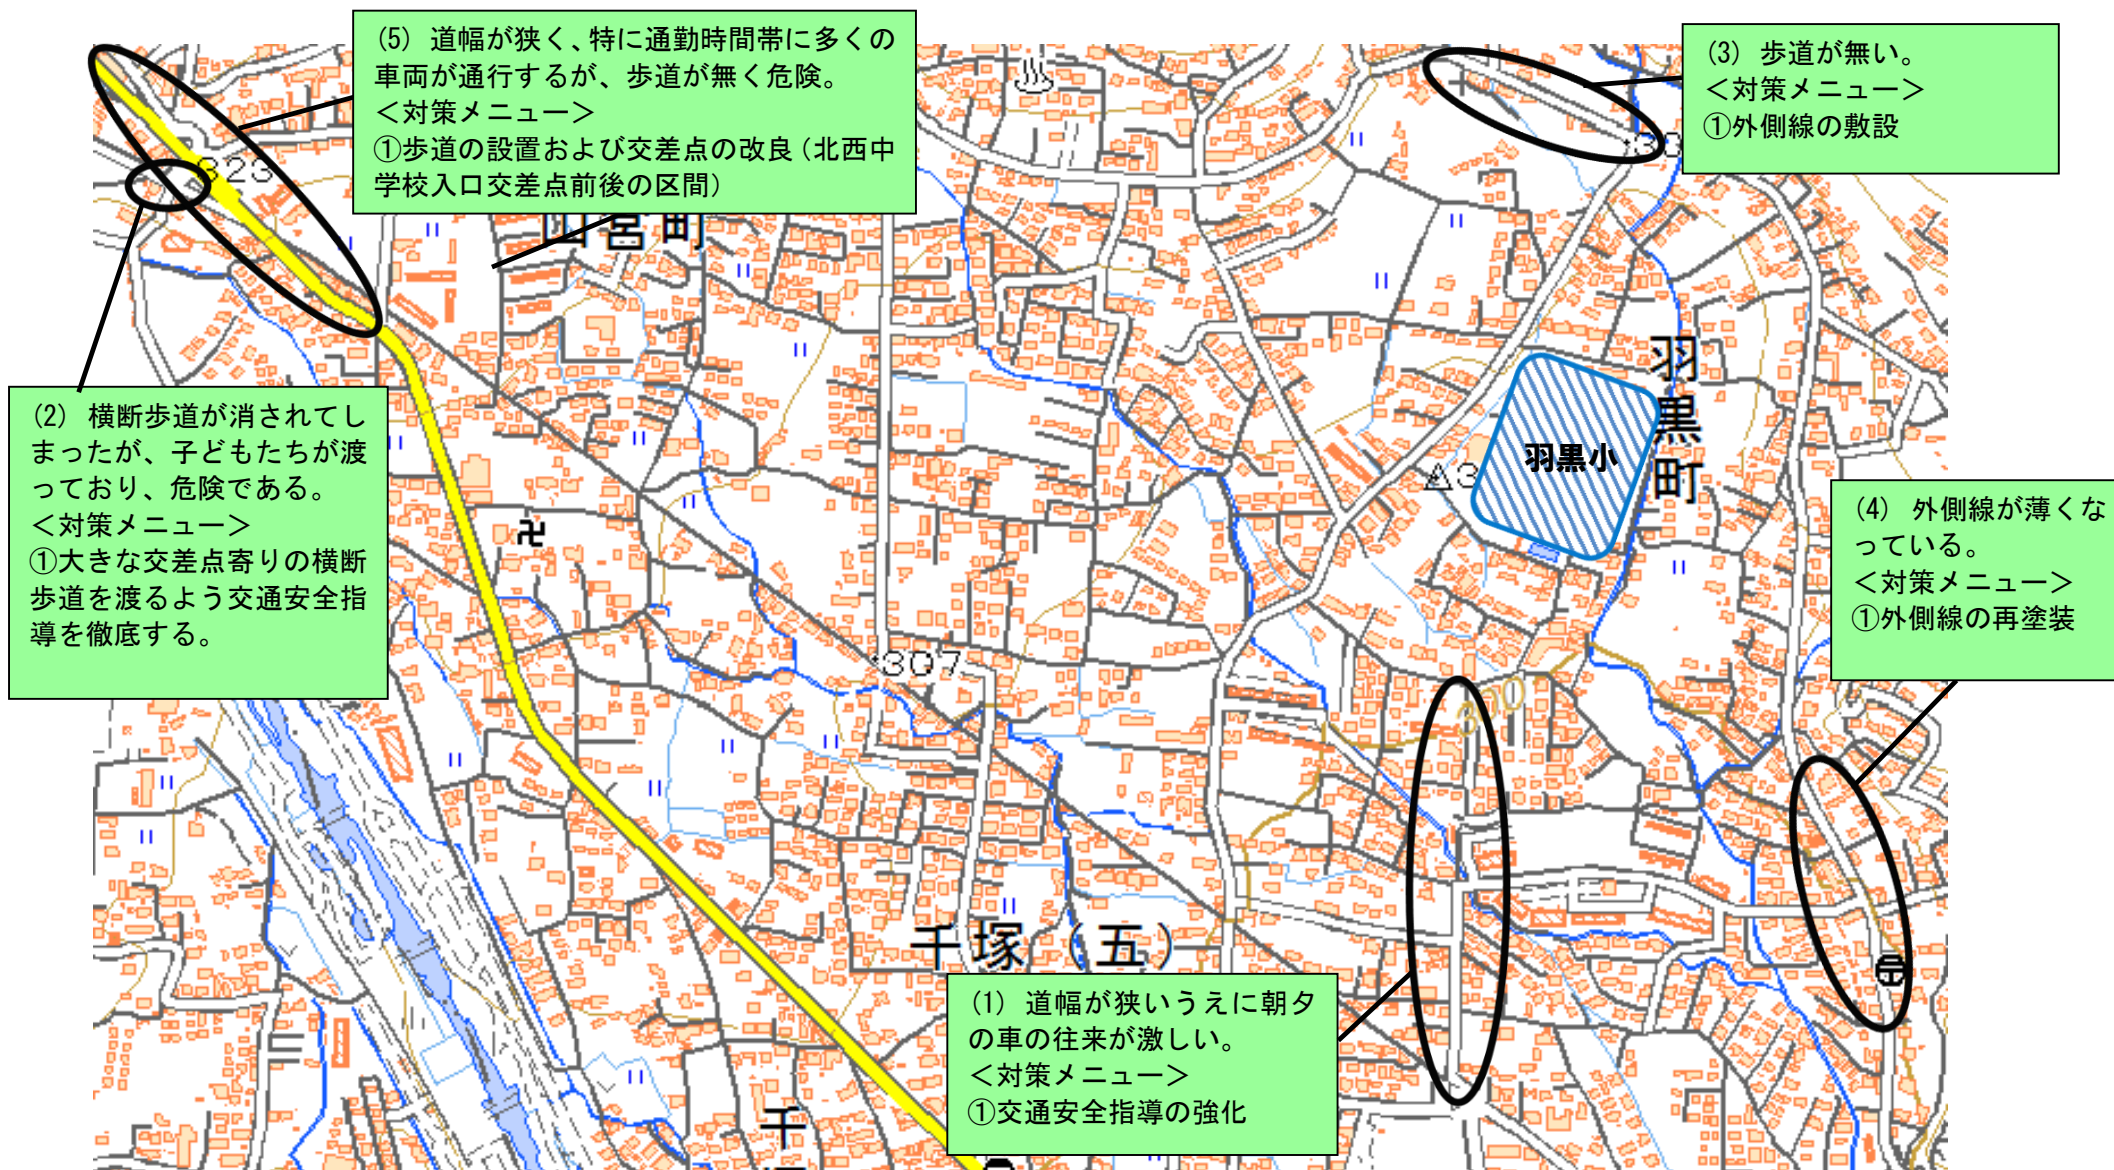 (5) 道幅が狭く、特に通勤時間帯に多くの
車両が通行するが、歩道が無く危険。
＜対策メニュー＞
①歩道の設置および交差点の改良（北西中
学校入口交差点前後の区間）
(3) 歩道が無い。
＜対策メニュー＞
①外側線の敷設
323
山宮町
羽黒町
羽黒小
(2) 横断歩道が消されてし
まったが、子どもたちが渡
っており、危険である。
＜対策メニュー＞
①大きな交差点寄りの横断
歩道を渡るよう交通安全指
導を徹底する。
(4) 外側線が薄くな
っている。
＜対策メニュー＞
①外側線の再塗装
307
300
千塚（五）
(1) 道幅が狭いうえに朝夕
の車の往来が激しい。
＜対策メニュー＞
①交通安全指導の強化
千